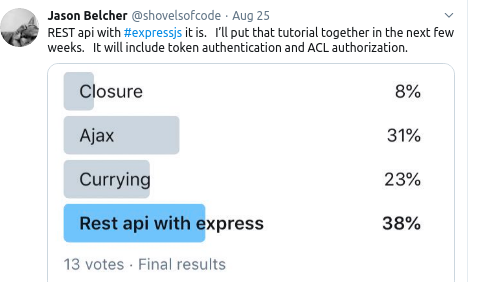 Jason Belcher @shovelsofcode · Aug 25
REST api with #expressjs it is. I'll put that tutorial together in the next few
weeks. It will include token authentication and ACL authorization.
Closure 8%
Ajax 31%
Currying 23%
Rest api with express 38%
13 votes · Final results